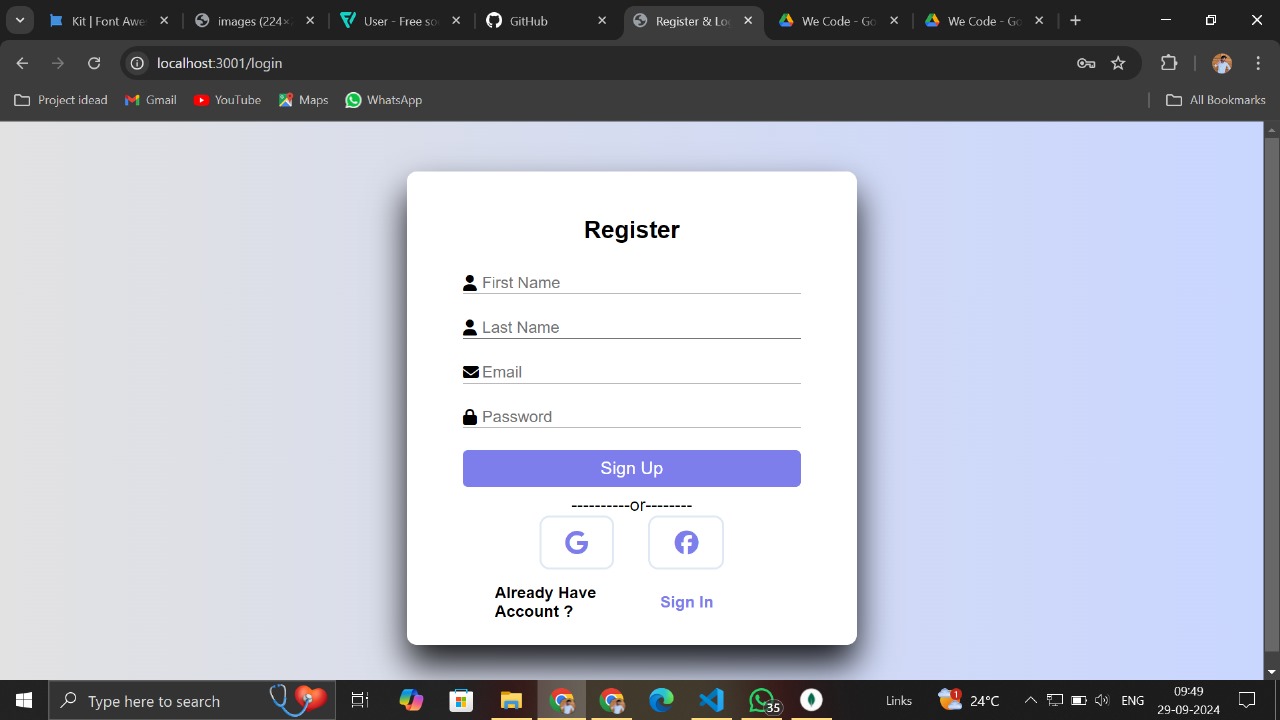 Kit | Font Awe
images (224×
User - Free so
GitHub
Register & Lo
We Code - Go
We Code - Go
localhost:3001/login
Project idead
Gmail
YouTube
Maps
WhatsApp
All Bookmarks
Register
First Name
Last Name
Email
Password
Sign Up
----------or--------
Already Have
Account ?
Sign In
Type here to search
35
Links
1
24°C
ENG
09:49
29-09-2024